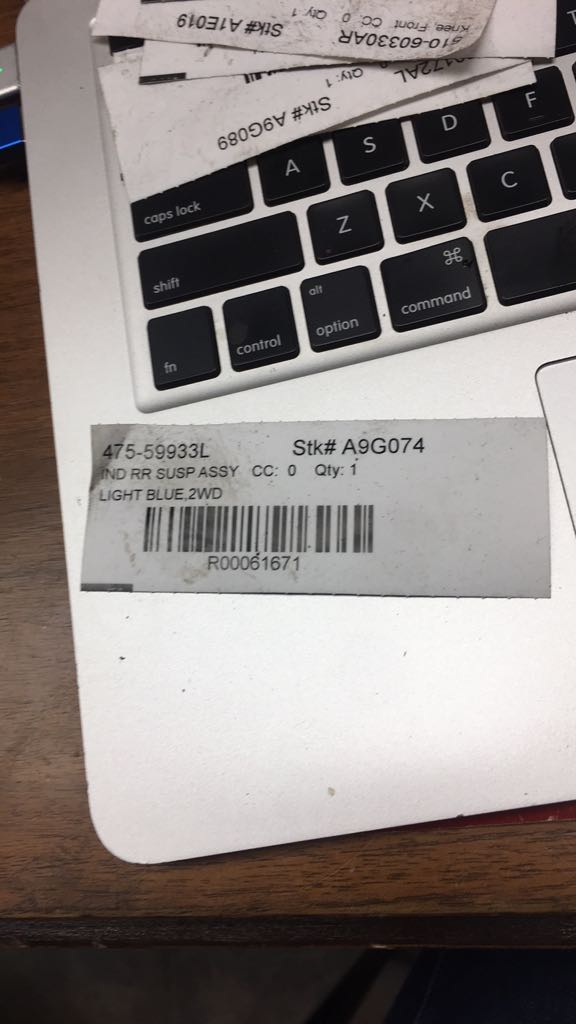 Stk# A1E019
Knee, Front CC: 0 Qty: 1
610-60330AR
Qty: 1
Stk# A9G089
A S D F
caps lock
Z X C
shift
fn
control
alt
option
⌘
command
475-59933L Stk# A9G074
IND RR SUSP ASSY CC: 0 Qty: 1
LIGHT BLUE,2WD
R00061671